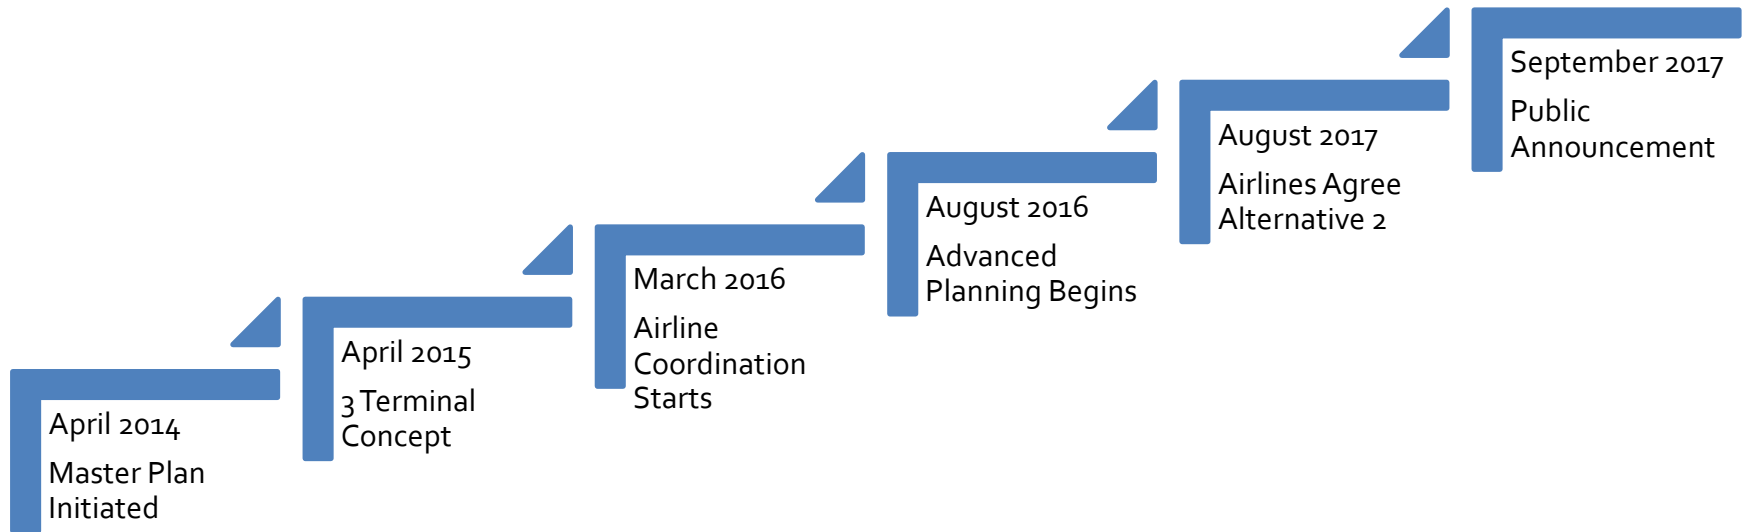 April 2014
Master Plan
Initiated
April 2015
3 Terminal
Concept
March 2016
Airline
Coordination
Starts
August 2016
Advanced
Planning Begins
August 2017
Airlines Agree
Alternative 2
September 2017
Public
Announcement